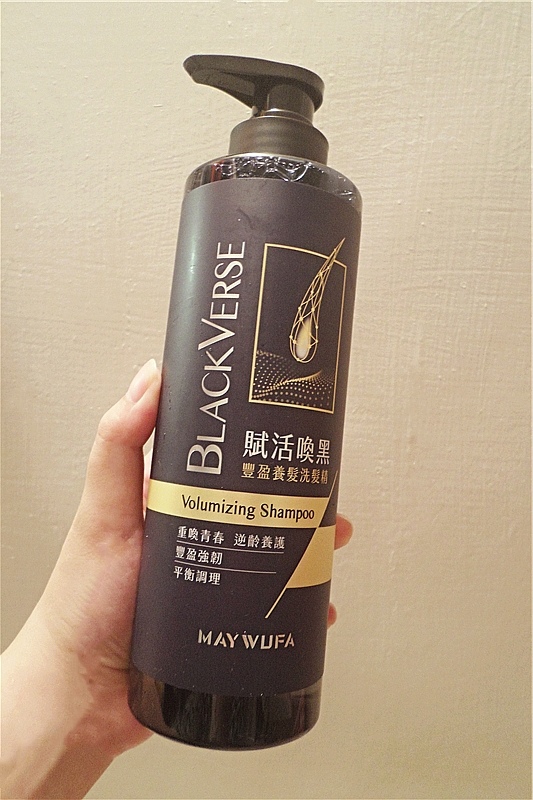 BLACKVERSE
賦活喚黑
豐盈養髮洗髮精
Volumizing Shampoo
重喚青春 逆齡養護
豐盈強韌
平衡調理
MAYWUFA